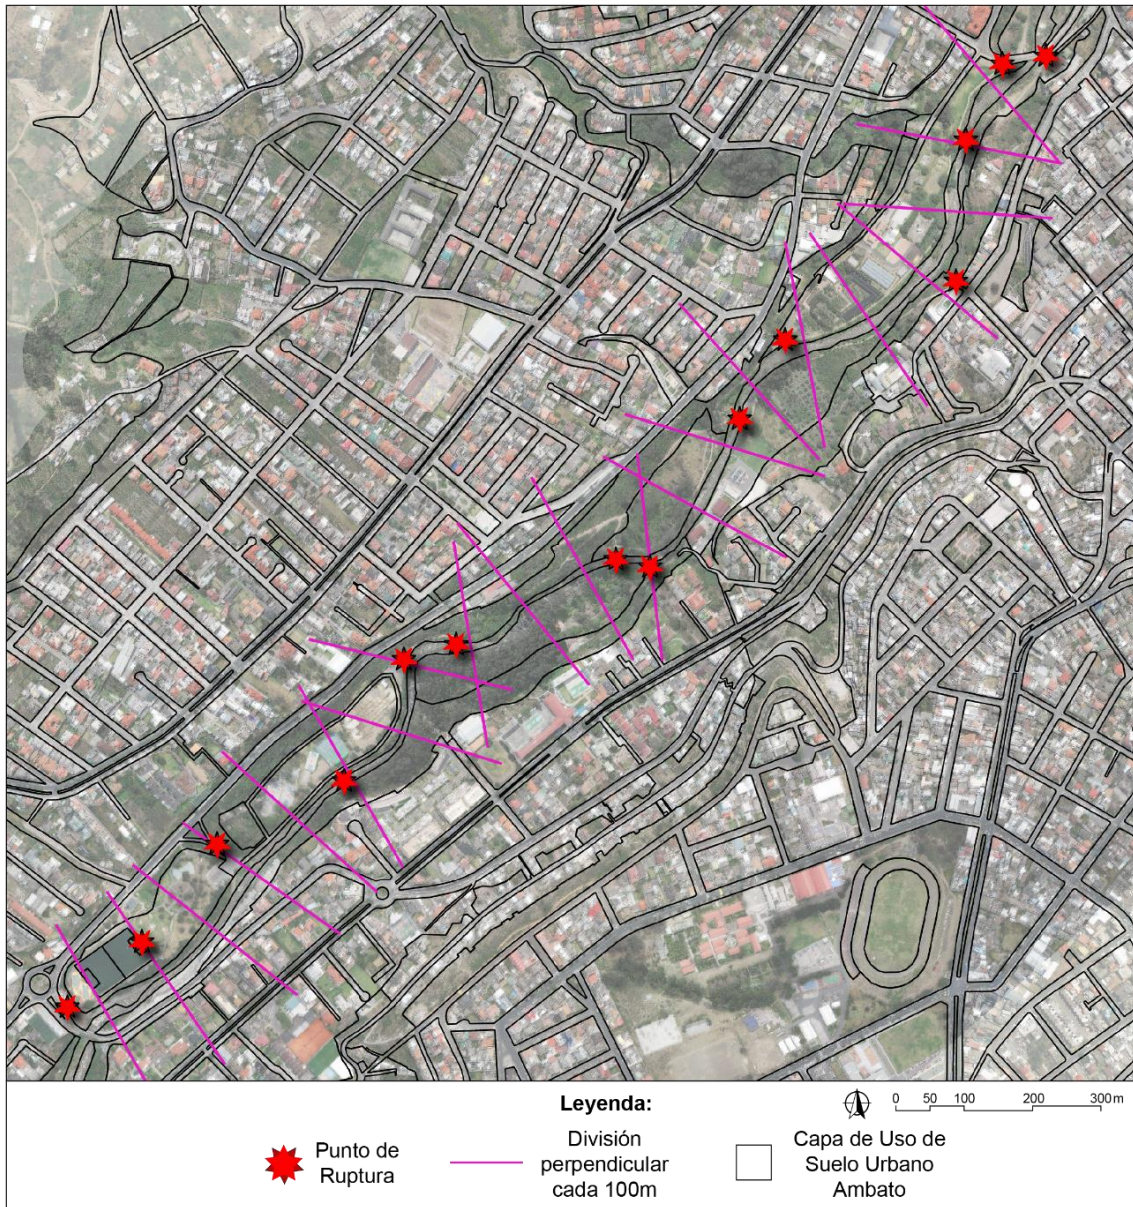 Leyenda:
0 50 100 200 300 m
Punto de
Ruptura
División
perpendicular
cada 100m
Capa de Uso de
Suelo Urbano
Ambato